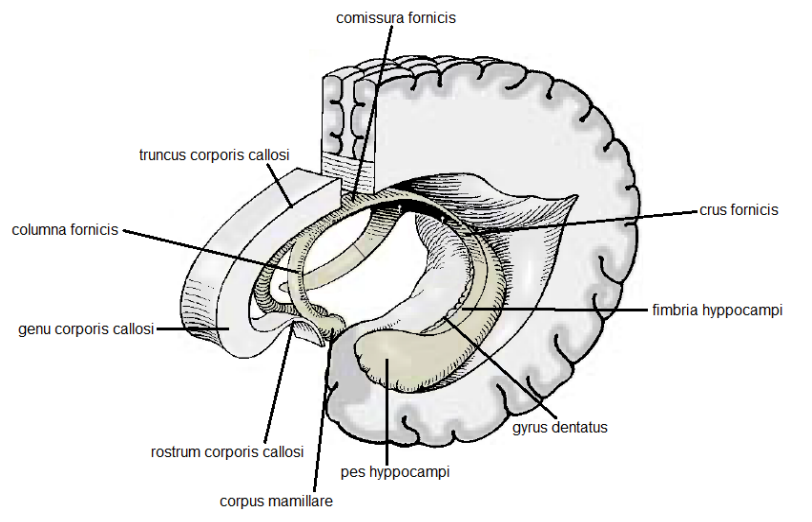 comissura fornicis
truncus corporis callosi
crus fornicis
columna fornicis
fimbria hyppocampi
genu corporis callosi
gyrus dentatus
rostrum corporis callosi
pes hyppocampi
corpus mamillare